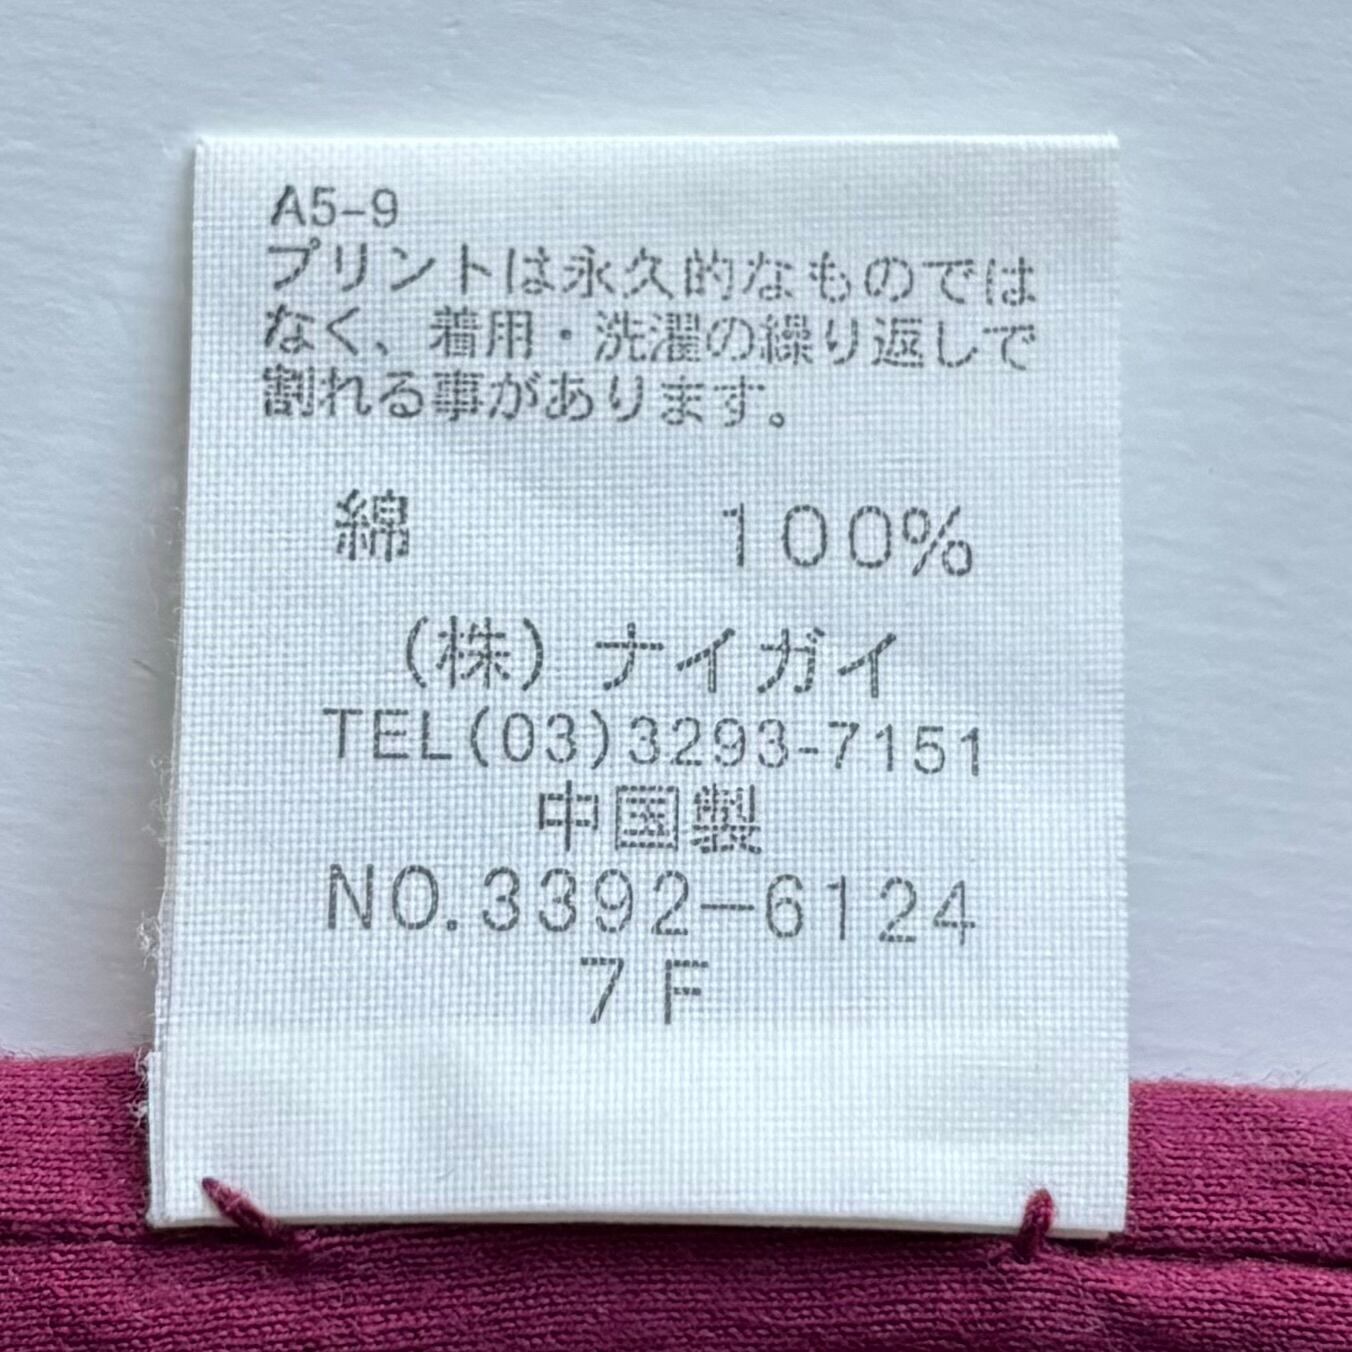 A5-9
プリントは永久的なものでは
なく、着用・洗濯の繰り返しで
割れる事があります。
綿 100%
(株) ナイガイ
TEL(03)3293-7151
中国製
NO.3392-6124
7F